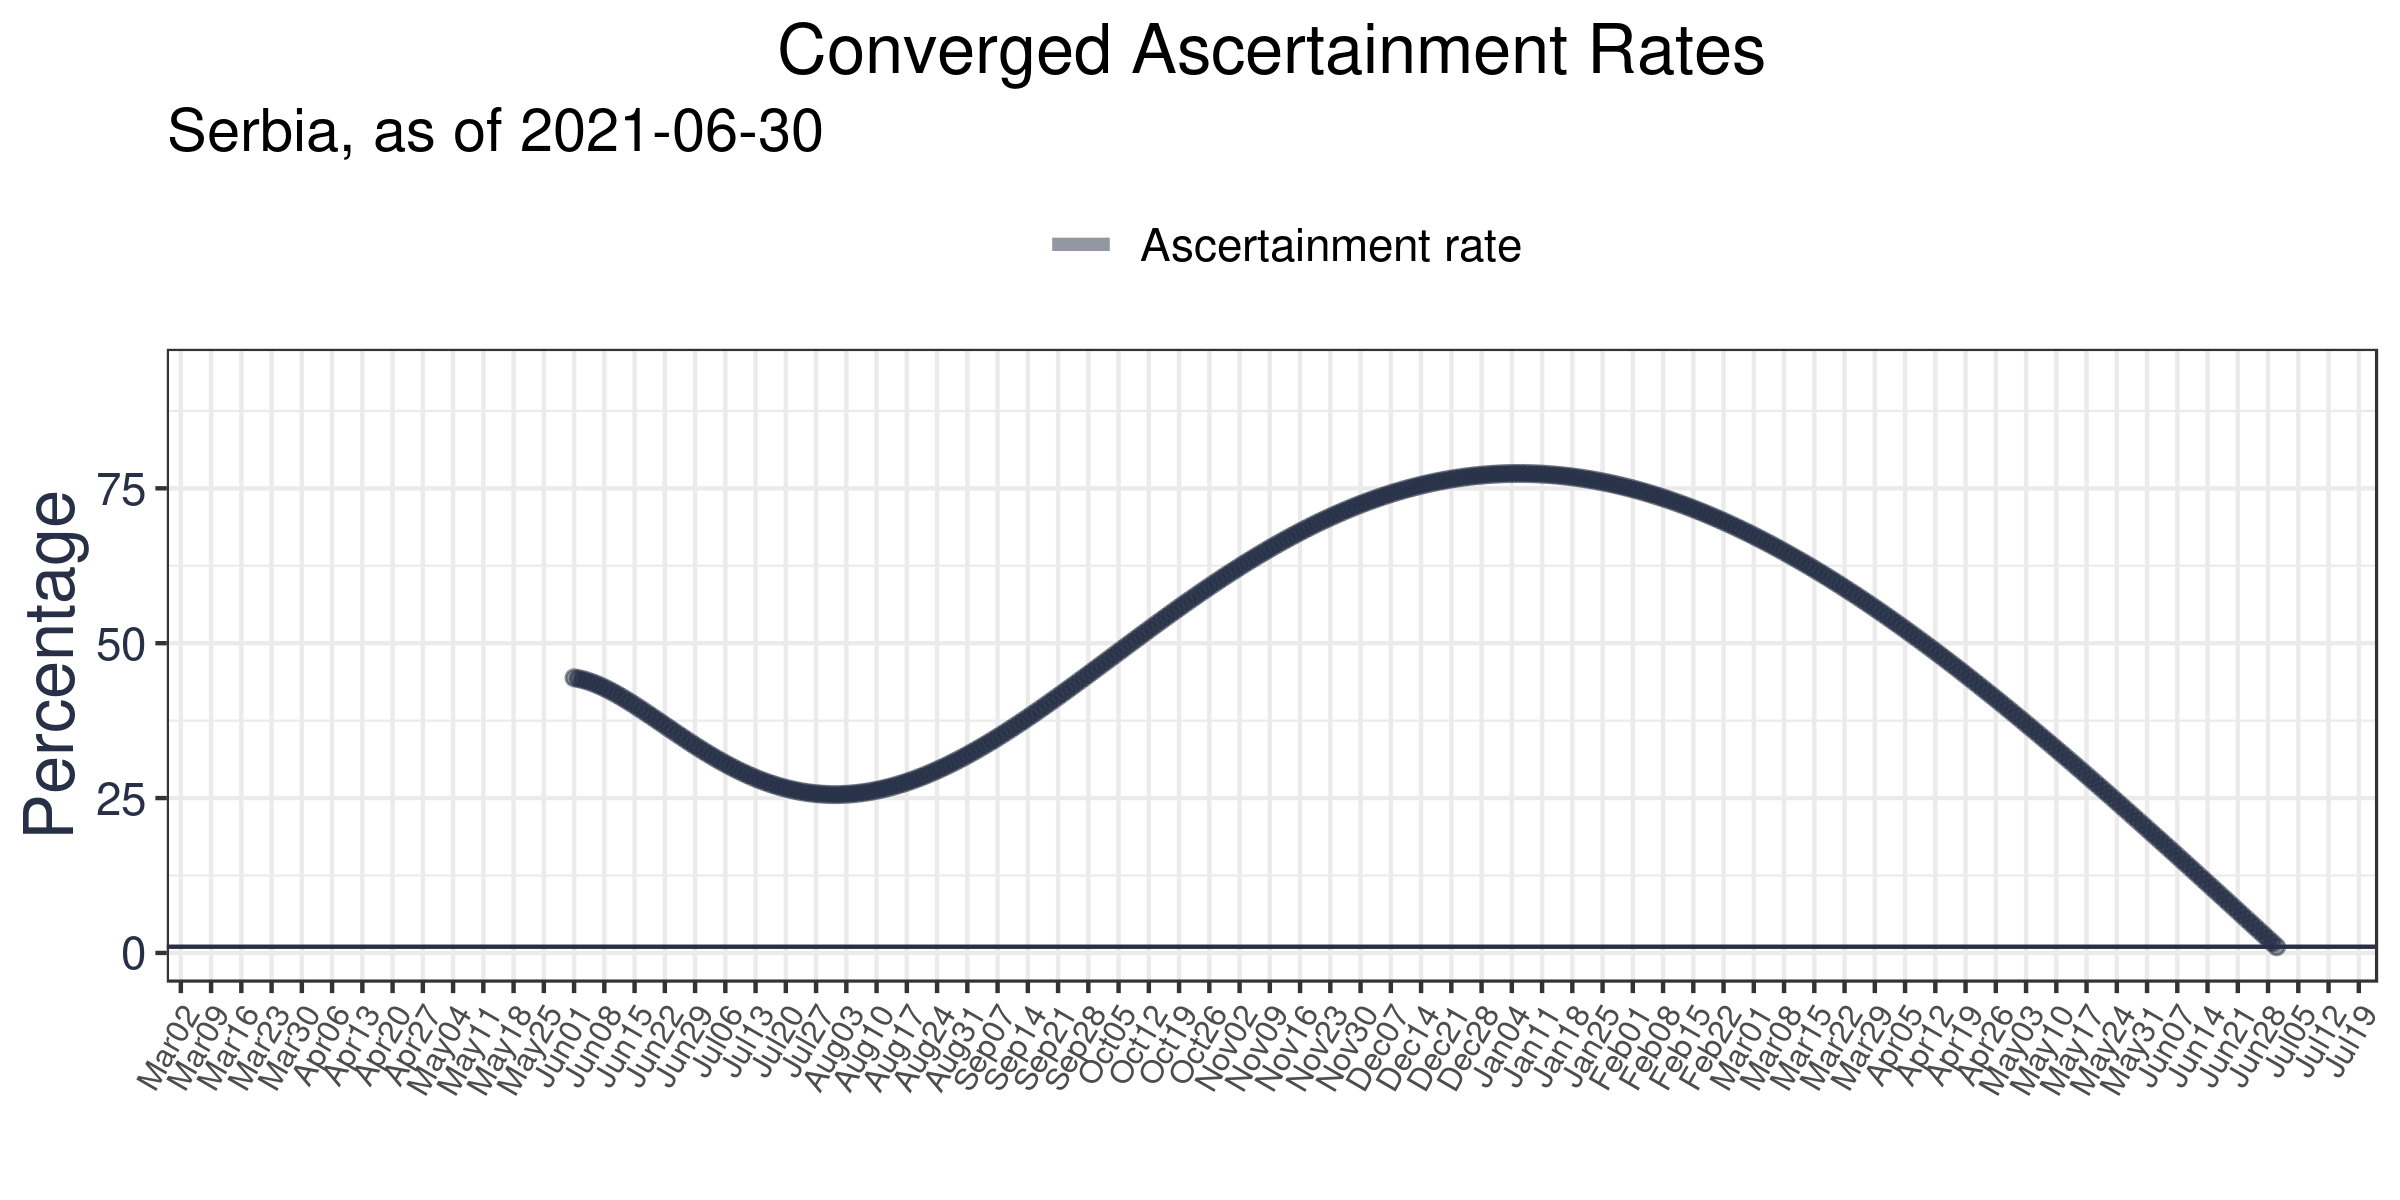 Converged Ascertainment Rates
Serbia, as of 2021-06-30
Ascertainment rate
Percentage
75
50
25
0
Mar02 Mar09 Mar16 Mar23 Mar30 Apr06 Apr13 Apr20 Apr27 May04 May11 May18 May25 Jun01 Jun08 Jun15 Jun22 Jun29 Jul06 Jul13 Jul20 Jul27 Aug03 Aug10 Aug17 Aug24 Aug31 Sep07 Sep14 Sep21 Sep28 Oct05 Oct12 Oct19 Oct26 Nov02 Nov09 Nov16 Nov23 Nov30 Dec07 Dec14 Dec21 Dec28 Jan04 Jan11 Jan18 Jan25 Feb01 Feb08 Feb15 Feb22 Mar01 Mar08 Mar15 Mar22 Mar29 Apr05 Apr12 Apr19 Apr26 May03 May10 May17 May24 May31 Jun07 Jun14 Jun21 Jun28 Jul05 Jul12 Jul19